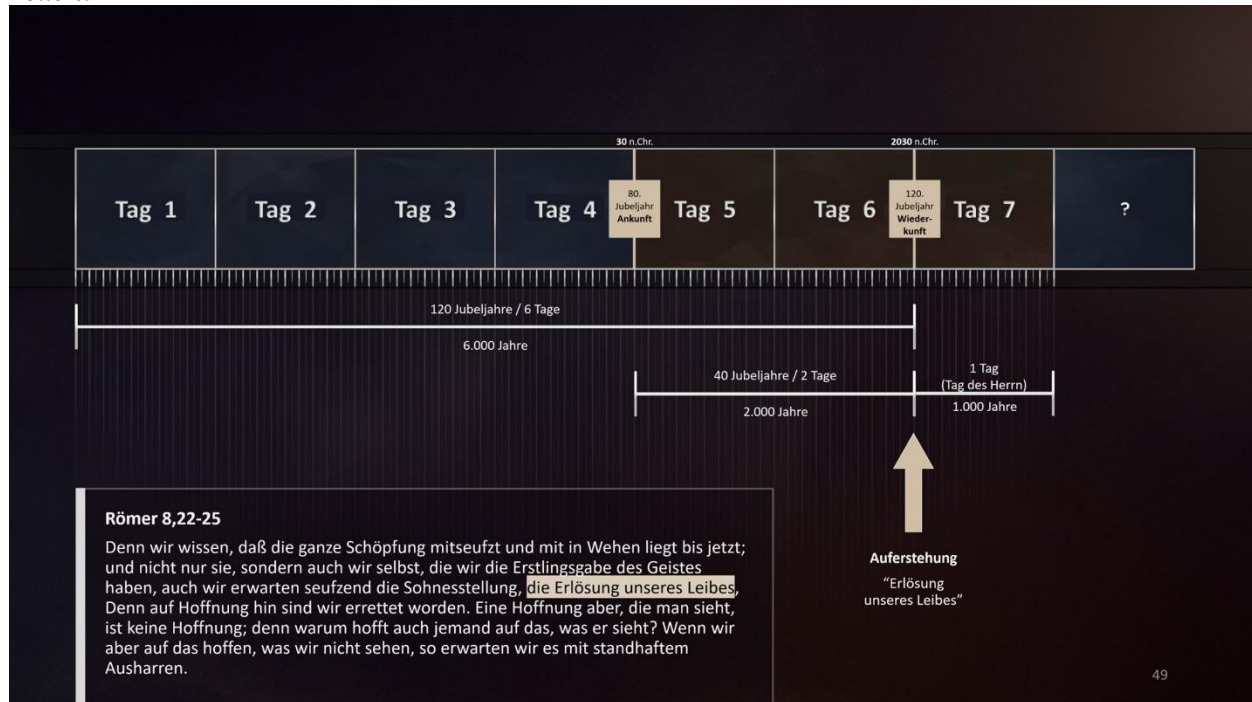 30 n.Chr.
2030 n.Chr.
Tag 1
Tag 2
Tag 3
Tag 4
80.
Jubeljahr
Ankunft
Tag 5
Tag 6
120.
Jubeljahr
Wieder-
kunft
Tag 7
?
120 Jubeljahre / 6 Tage
6.000 Jahre
40 Jubeljahre / 2 Tage
2.000 Jahre
1 Tag
(Tag des Herrn)
1.000 Jahre
Römer 8,22-25
Denn wir wissen, daß die ganze Schöpfung mitseufzt und mit in Wehen liegt bis jetzt;
und nicht nur sie, sondern auch wir selbst, die wir die Erstlingsgabe des Geistes
haben, auch wir erwarten seufzend die Sohnesstellung, die Erlösung unseres Leibes,
Denn auf Hoffnung hin sind wir errettet worden. Eine Hoffnung aber, die man sieht,
ist keine Hoffnung; denn warum hofft auch jemand auf das, was er sieht? Wenn wir
aber auf das hoffen, was wir nicht sehen, so erwarten wir es mit standhaftem
Ausharren.
Auferstehung
"Erlösung
unseres Leibes"
49